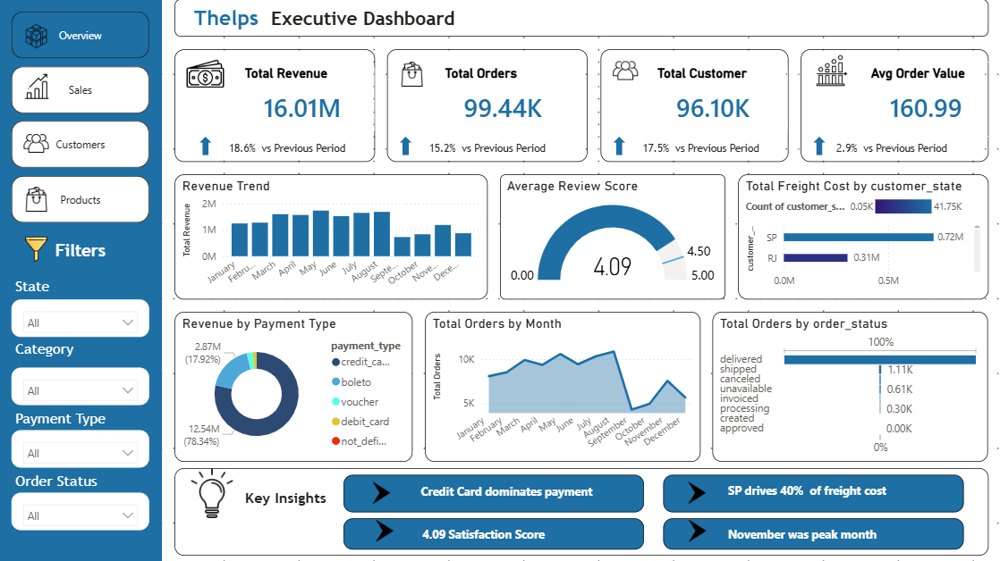 Overview
Sales
Customers
Products
Filters
State
All
Category
All
Payment Type
All
Order Status
All
Thelps Executive Dashboard
Total Revenue
16.01M
18.6% vs Previous Period
Total Orders
99.44K
15.2% vs Previous Period
Total Customer
96.10K
17.5% vs Previous Period
Avg Order Value
160.99
2.9% vs Previous Period
Revenue Trend
Total Revenue
2M
1M
0M
January
Febru...
March
April
May
June
July
August
Septe...
October
Nove...
Dece...
Average Review Score
0.00
4.09
4.50
5.00
Total Freight Cost by customer_state
Count of customer_s... 0.05K 41.75K
customer_...
SP 0.72M
RJ 0.31M
0.0M 0.5M
Revenue by Payment Type
2.87M
(17.92%)
12.54M
(78.34%)
payment_type
credit_ca...
boleto
voucher
debit_card
not_defi...
Total Orders by Month
Total Orders
10K
5K
January
February
March
April
May
June
July
August
September
October
November
December
Total Orders by order_status
100%
delivered
shipped 1.11K
canceled
unavailable 0.61K
invoiced
processing 0.30K
created
approved 0.00K
0%
Key Insights
Credit Card dominates payment
SP drives 40% of freight cost
4.09 Satisfaction Score
November was peak month